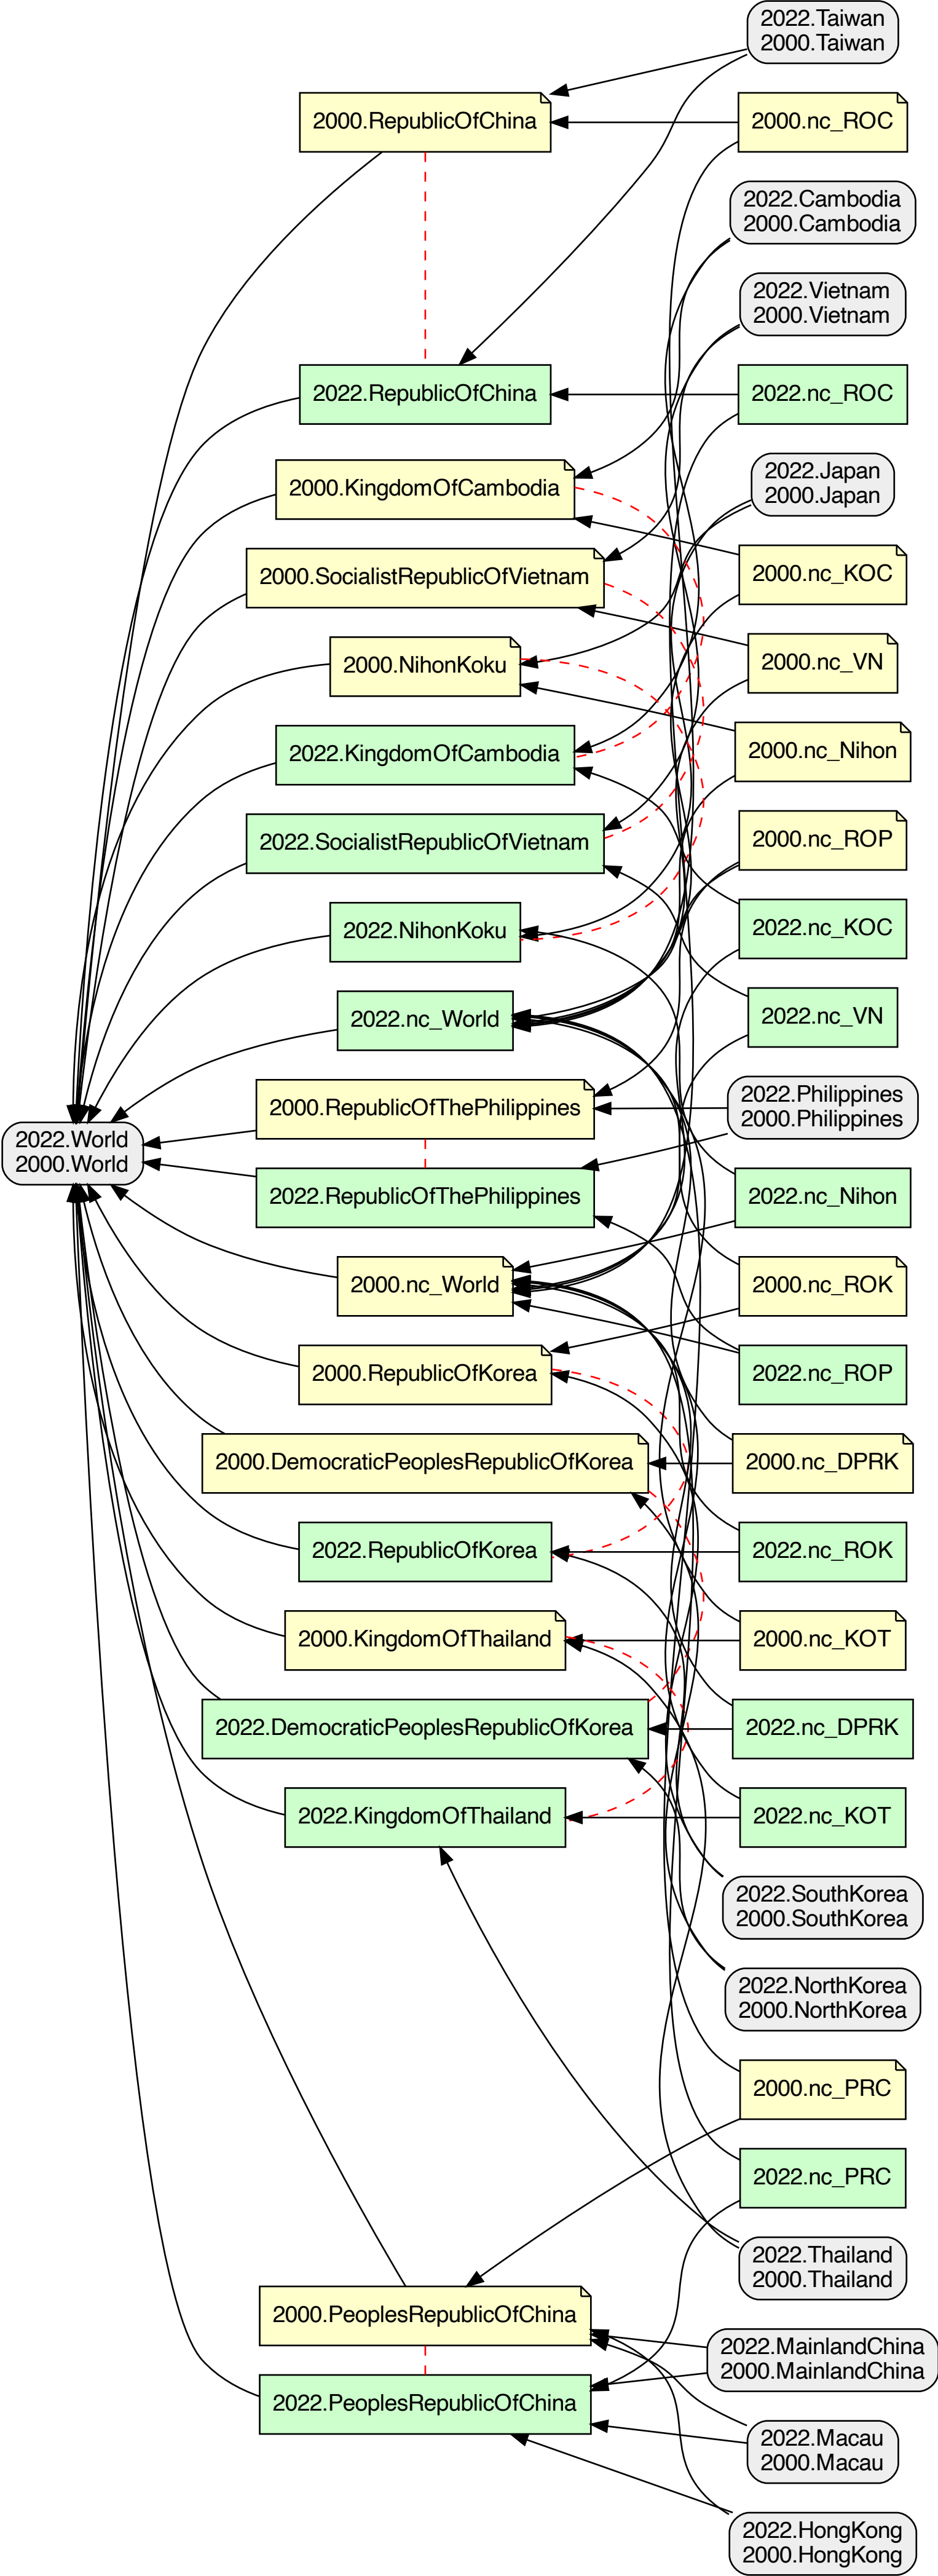 2022.Taiwan
2000.Taiwan
2000.RepublicOfChina
2000.nc_ROC
2022.Cambodia
2000.Cambodia
2022.Vietnam
2000.Vietnam
2022.RepublicOfChina
2022.nc_ROC
2022.Japan
2000.Japan
2000.KingdomOfCambodia
2000.nc_KOC
2000.SocialistRepublicOfVietnam
2000.nc_VN
2000.NihonKoku
2000.nc_Nihon
2022.KingdomOfCambodia
2000.nc_ROP
2022.SocialistRepublicOfVietnam
2022.nc_KOC
2022.NihonKoku
2022.nc_VN
2022.nc_World
2022.Philippines
2000.Philippines
2000.RepublicOfThePhilippines
2022.World
2000.World
2022.RepublicOfThePhilippines
2022.nc_Nihon
2000.nc_World
2000.nc_ROK
2000.RepublicOfKorea
2022.nc_ROP
2000.DemocraticPeoplesRepublicOfKorea
2000.nc_DPRK
2022.RepublicOfKorea
2022.nc_ROK
2000.KingdomOfThailand
2000.nc_KOT
2022.DemocraticPeoplesRepublicOfKorea
2022.nc_DPRK
2022.KingdomOfThailand
2022.nc_KOT
2022.SouthKorea
2000.SouthKorea
2022.NorthKorea
2000.NorthKorea
2000.nc_PRC
2022.nc_PRC
2022.Thailand
2000.Thailand
2000.PeoplesRepublicOfChina
2022.MainlandChina
2000.MainlandChina
2022.PeoplesRepublicOfChina
2022.Macau
2000.Macau
2022.HongKong
2000.HongKong